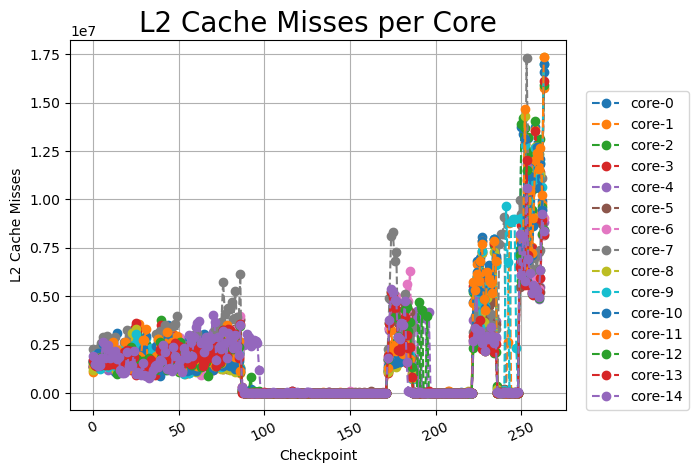 L2 Cache Misses per Core
1e7
1.75
1.50
1.25
1.00
0.75
0.50
0.25
0.00
L2 Cache Misses
0
50
100
150
200
250
Checkpoint
core-0
core-1
core-2
core-3
core-4
core-5
core-6
core-7
core-8
core-9
core-10
core-11
core-12
core-13
core-14